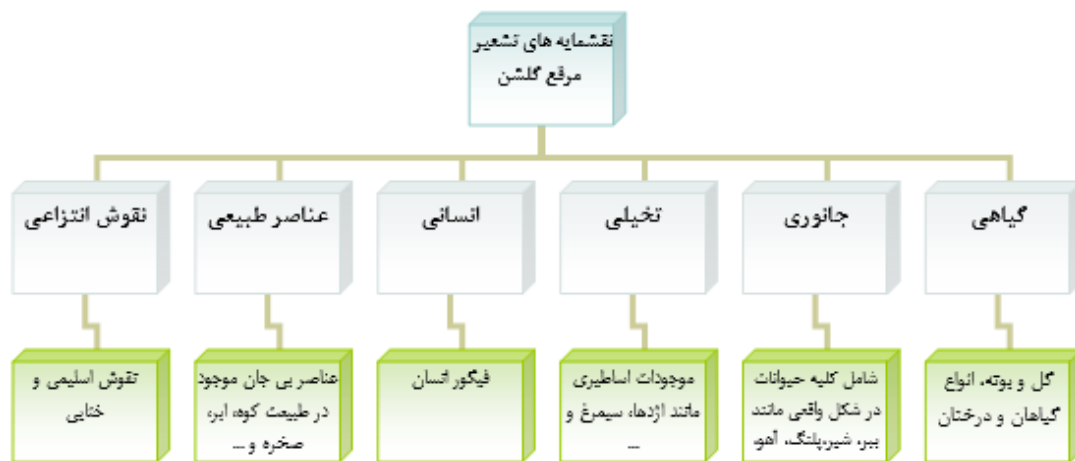 نقشمایه های تشعیر
مرقع گلشن
گیاهی
جانوری
تخیلی
انسانی
عناصر طبیعی
نقوش انتزاعی
گل و بوته، انواع
گیاهان و درختان
شامل کلیه حیوانات
در شکل واقعی مانند
ببر، شیر،پلنگ، آهو،
موجودات اساطیری
مانند اژدها، سیمرغ و
...
فیگور انسان
عناصر بی جان موجود
در طبیعت کوه، ابر،
صخره و ...
نقوش اسلیمی و
ختایی